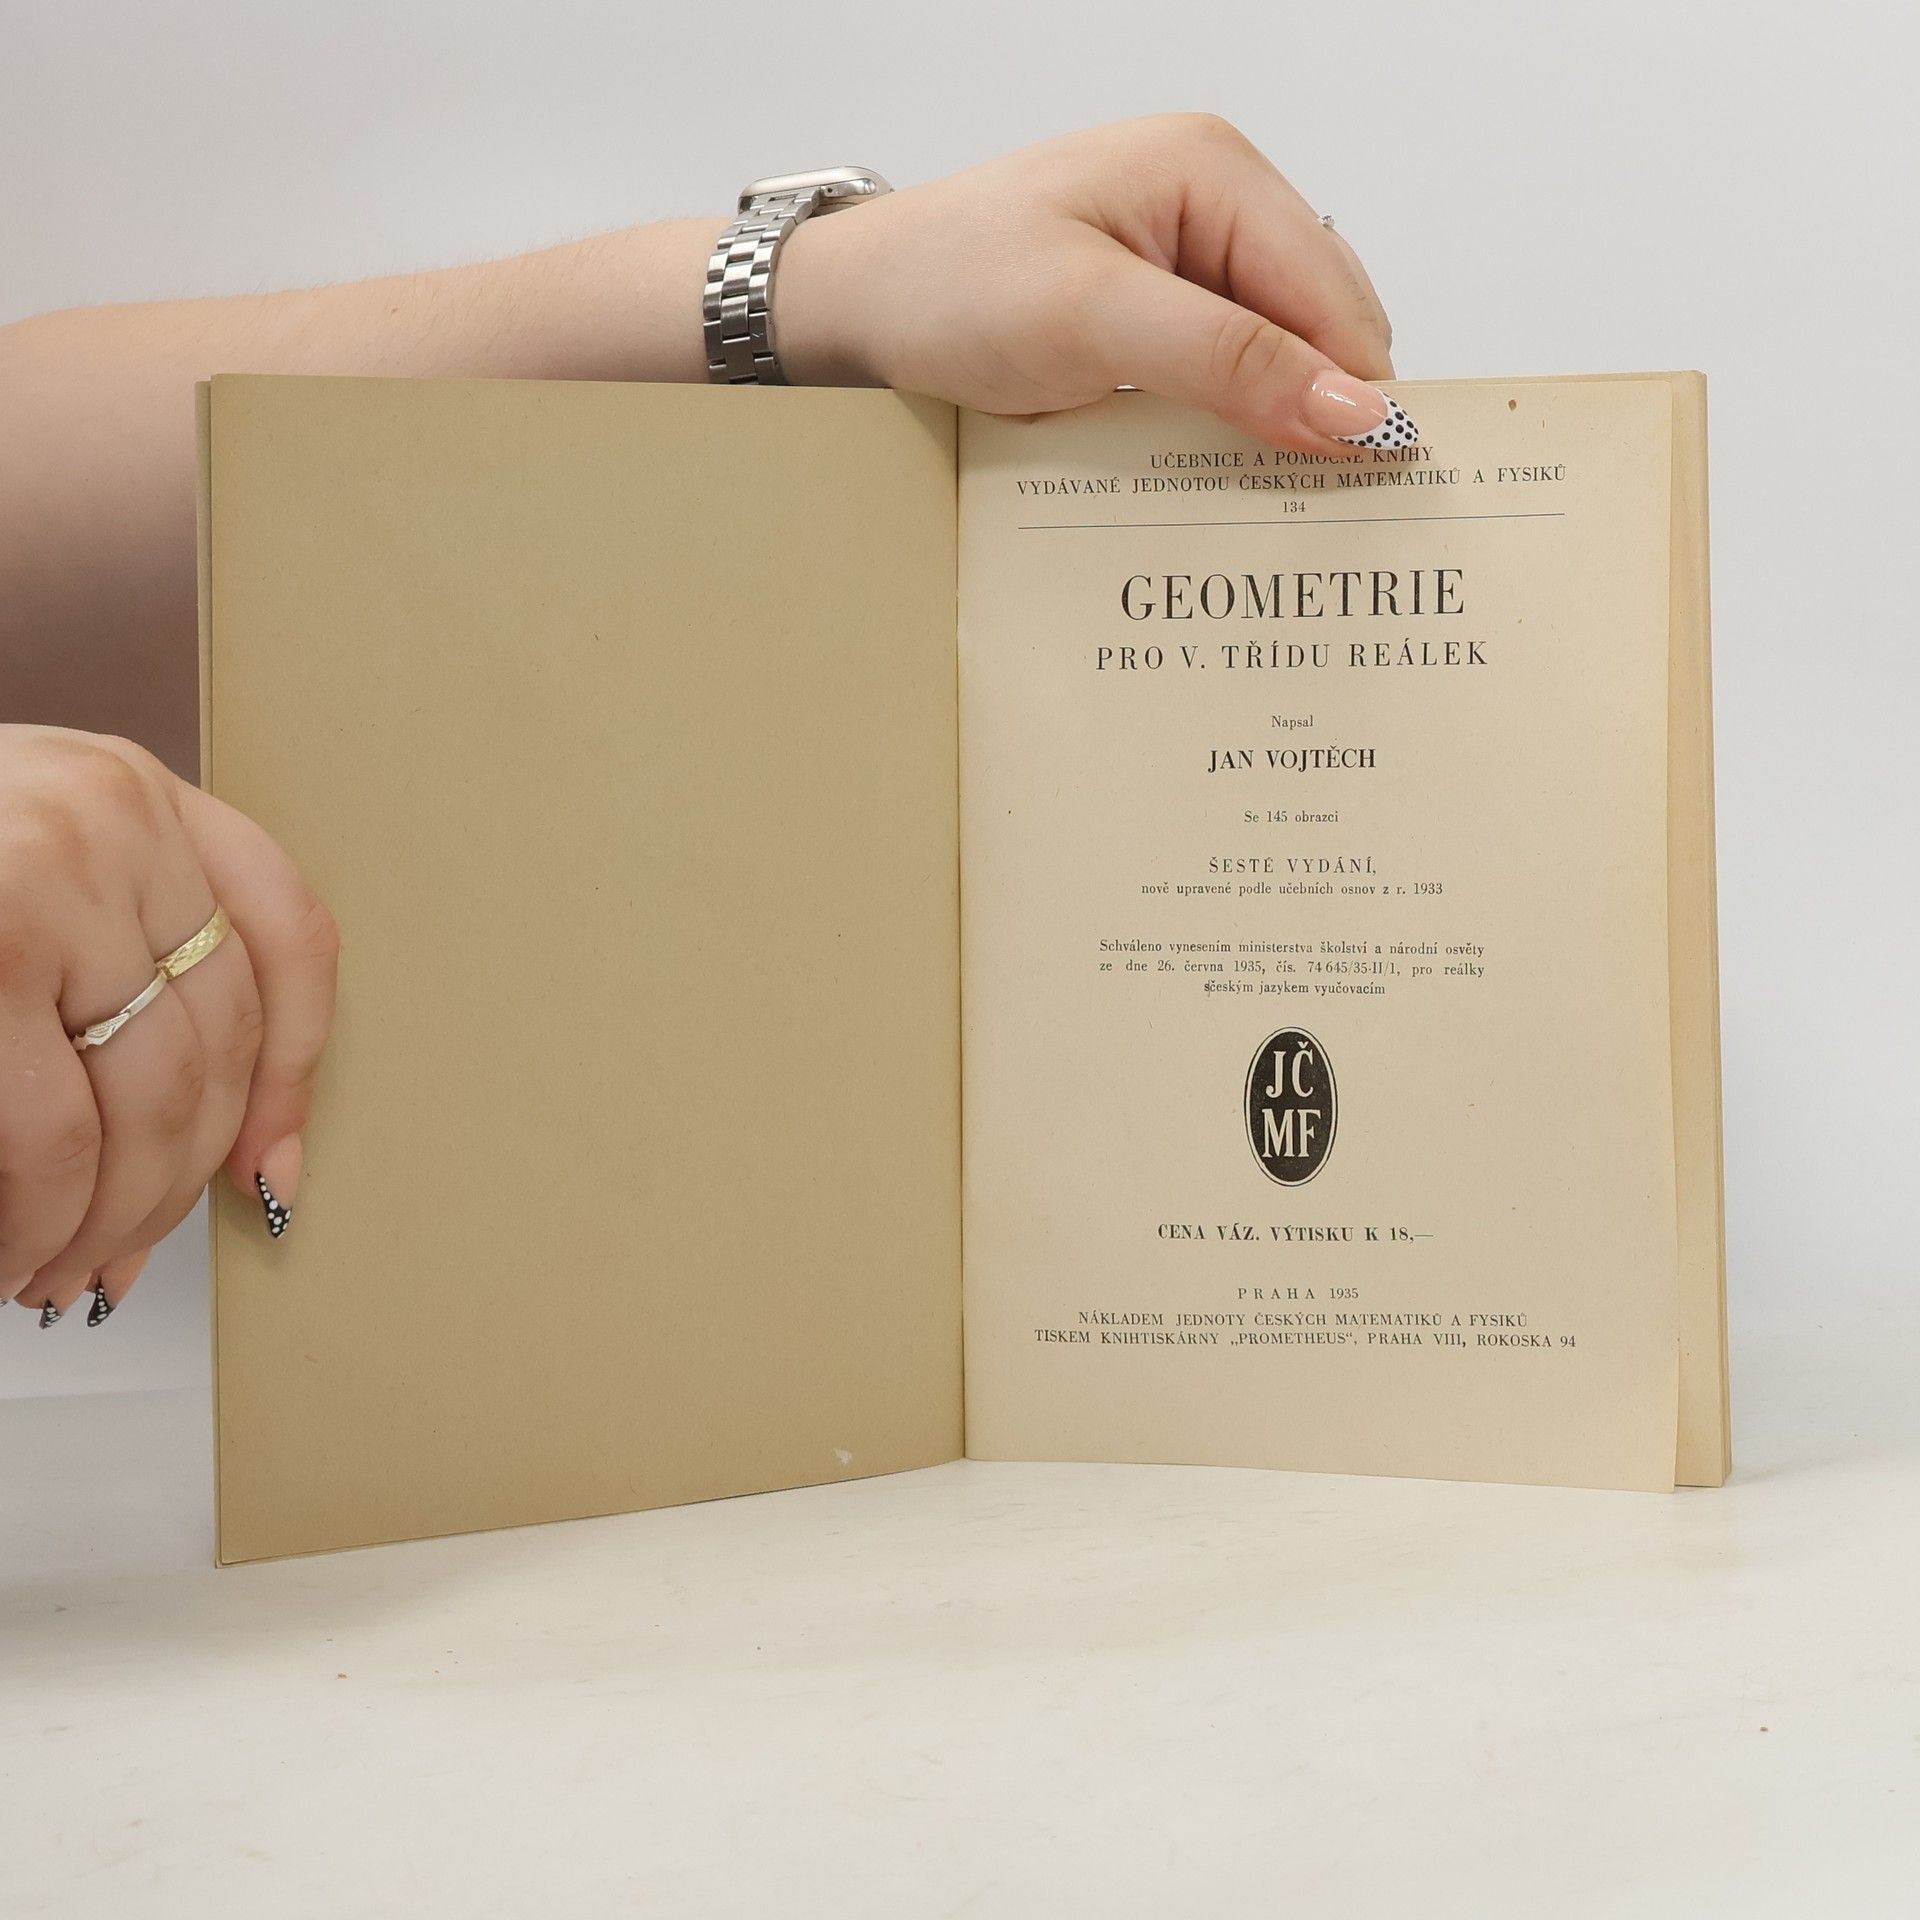 UČEBNICE A POMOCNÉ KNIHY
VYDÁVANÉ JEDNOTOU ČESKÝCH MATEMATIKŮ A FYSIKŮ
134
GEOMETRIE
PRO V. TŘÍDU REÁLEK
Napsal
JAN VOJTĚCH
Se 145 obrazci
ŠESTÉ VYDÁNÍ,
nově upravené podle učebních osnov z r. 1933
Schváleno vynesením ministerstva školství a národní osvěty
ze dne 26. června 1935, čís. 74 645/35-II/1, pro reálky
s českým jazykem vyučovacím
JČ
MF
CENA VÁZ. VÝTISKU K 18,—
PRAHA 1935
NÁKLADEM JEDNOTY ČESKÝCH MATEMATIKŮ A FYSIKŮ
TISKEM KNIHTISKÁRNY „PROMETHEUS“, PRAHA VIII, ROKOSKA 94